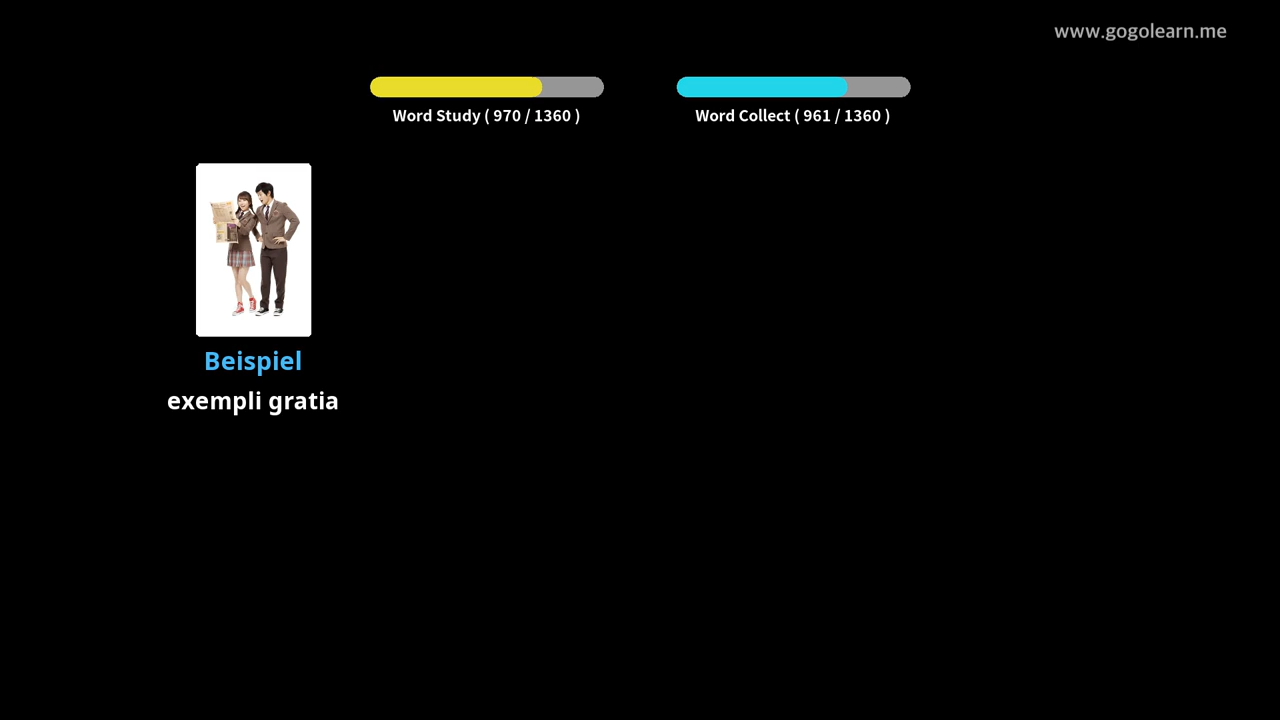 www.gogolearn.me
Word Study ( 970 / 1360 )
Word Collect ( 961 / 1360 )
Beispiel
exempli gratia